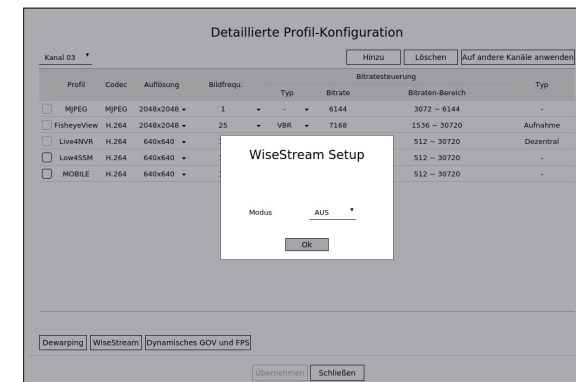 Detaillierte Profil-Konfiguration
Kanal 03 Hinzu Löschen Auf andere Kanäle anwenden
Bitratesteuerung
Profil Codec Auflösung Bildfrequ. Typ Bitrate Bitraten-Bereich Typ
MJPEG MJPEG 2048x2048 1 - 6144 3072 ~ 6144 -
FisheyeView H.264 2048x2048 25 VBR 7168 1536 ~ 30720 Aufnahme
Live4NVR H.264 640x640 512 ~ 30720 Dezentral
Low4SSM H.264 640x640 512 ~ 30720 -
MOBILE H.264 640x640 512 ~ 30720 -
WiseStream Setup
Modus AUS
Ok
Dewarping WiseStream Dynamisches GOV und FPS
Übernehmen Schließen